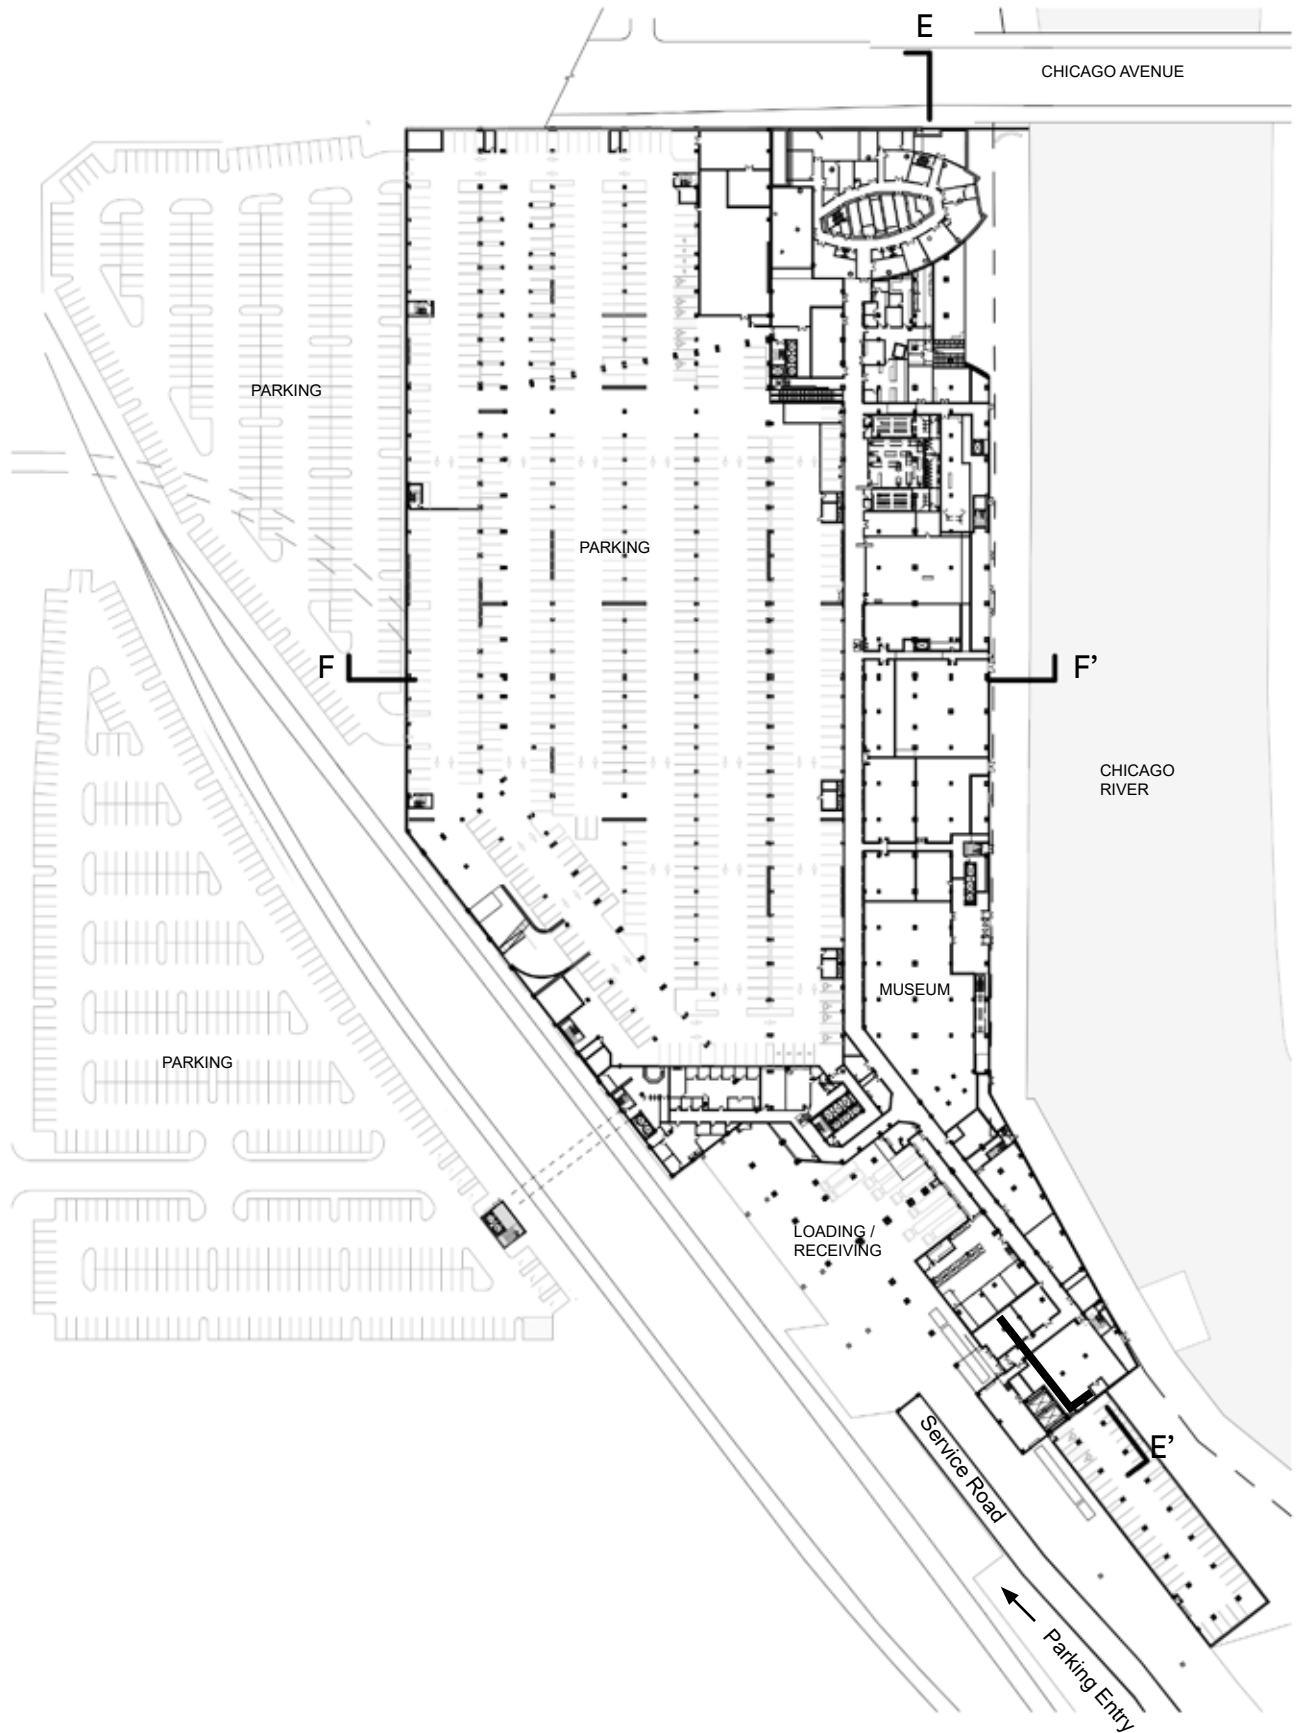 E
CHICAGO AVENUE
PARKING
PARKING
F
F’
CHICAGO
RIVER
MUSEUM
PARKING
LOADING /
RECEIVING
E’
Service Road
Parking Entry